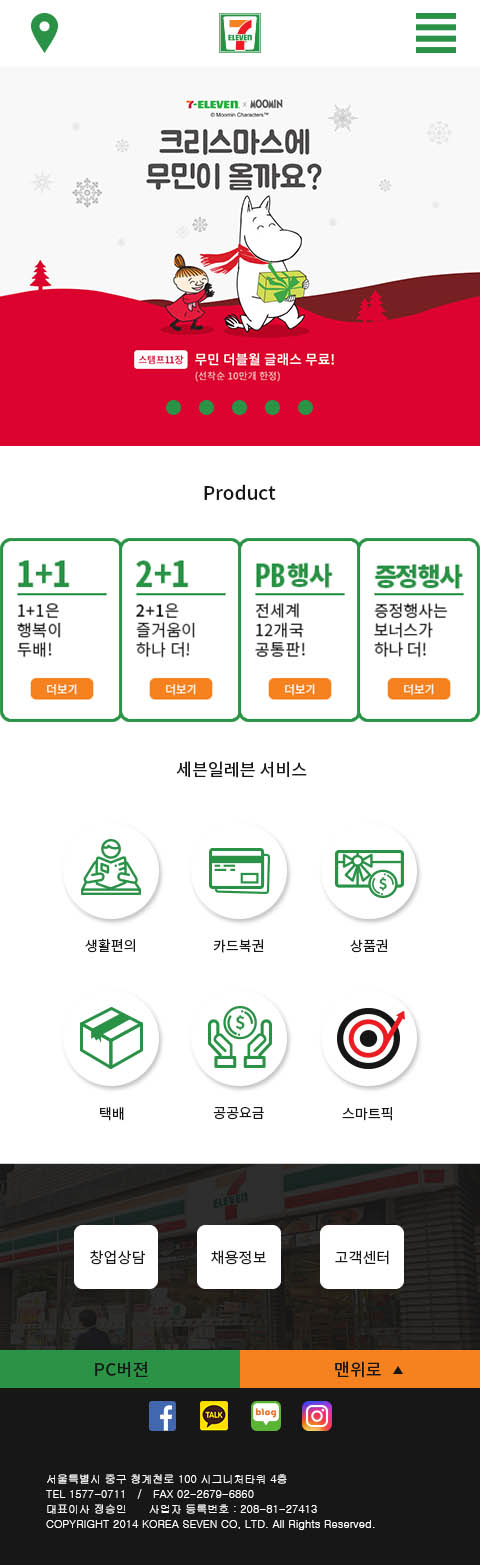 7
ELEVEN
7-ELEVEN. x MOOMIN
© Moomin Characters™
크리스마스에
무민이 올까요?
스탬프11장 무민 더블월 글래스 무료!
(선착순 10만개 한정)
Product
1+1
1+1은
행복이
두배!
더보기
2+1
2+1은
즐거움이
하나 더!
더보기
PB행사
전세계
12개국
공통판!
더보기
증정행사
증정행사는
보너스가
하나 더!
더보기
세븐일레븐 서비스
생활편의 카드복권 상품권
택배 공공요금 스마트픽
7
ELEVEN
창업상담 채용정보 고객센터
PC버젼 맨위로 ▲
TALK blog
서울특별시 중구 청계천로 100 시그니처타워 4층
TEL 1577-0711 / FAX 02-2679-6860
대표이사 정승인 사업자 등록번호 : 208-81-27413
COPYRIGHT 2014 KOREA SEVEN CO, LTD. All Rights Reserved.